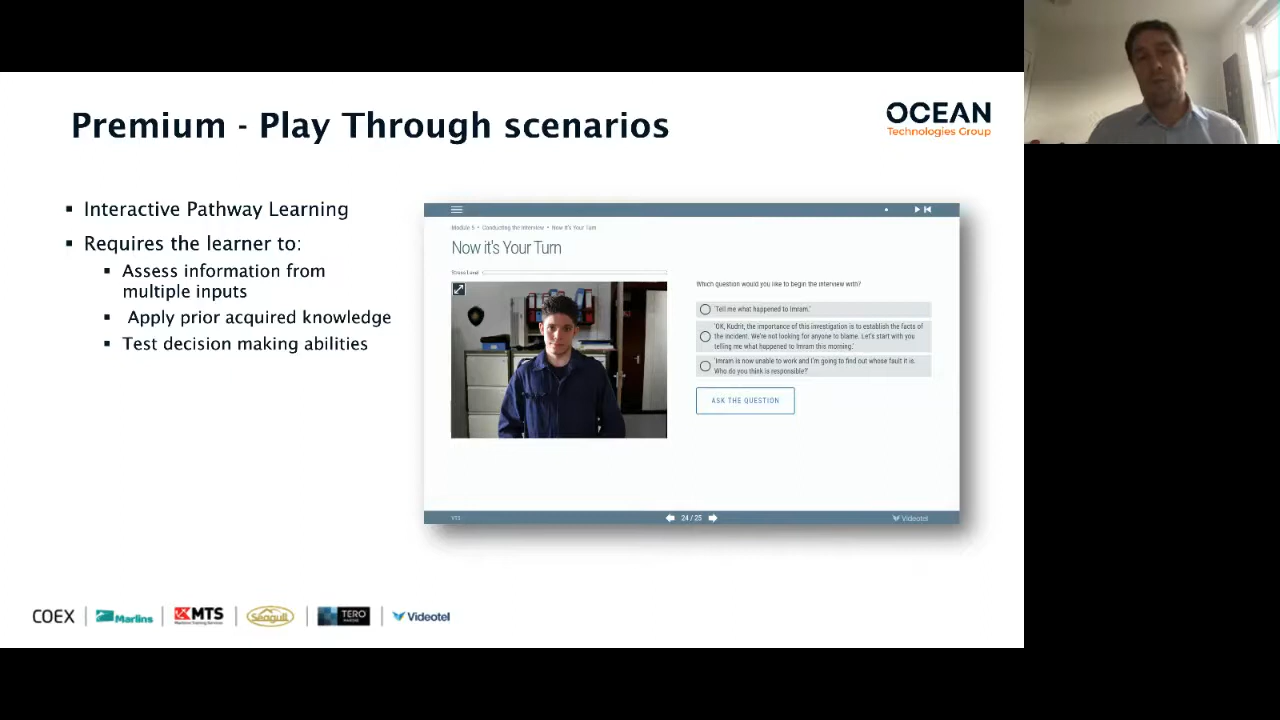 Premium - Play Through scenarios
OCEAN
Technologies Group
Interactive Pathway Learning
Requires the learner to:
Assess information from
multiple inputs
Apply prior acquired knowledge
Test decision making abilities
Module 5 • Conducting the Interview • Now It's Your Turn
Now it's Your Turn
Stress Level
Which question would you like to begin the interview with?
'Tell me what happened to Imram.'
'OK, Kudrit, the importance of this investigation is to establish the facts of
the incident. We're not looking for anyone to blame. Let's start with you
telling me what happened to Imram this morning.'
'Imram is now unable to work and I'm going to find out whose fault it is.
Who do you think is responsible?'
ASK THE QUESTION
24 / 25
Videotel
COEX
Marlins
MTS
Maritime Training Services
Seagull
TERO
MARINE
Videotel